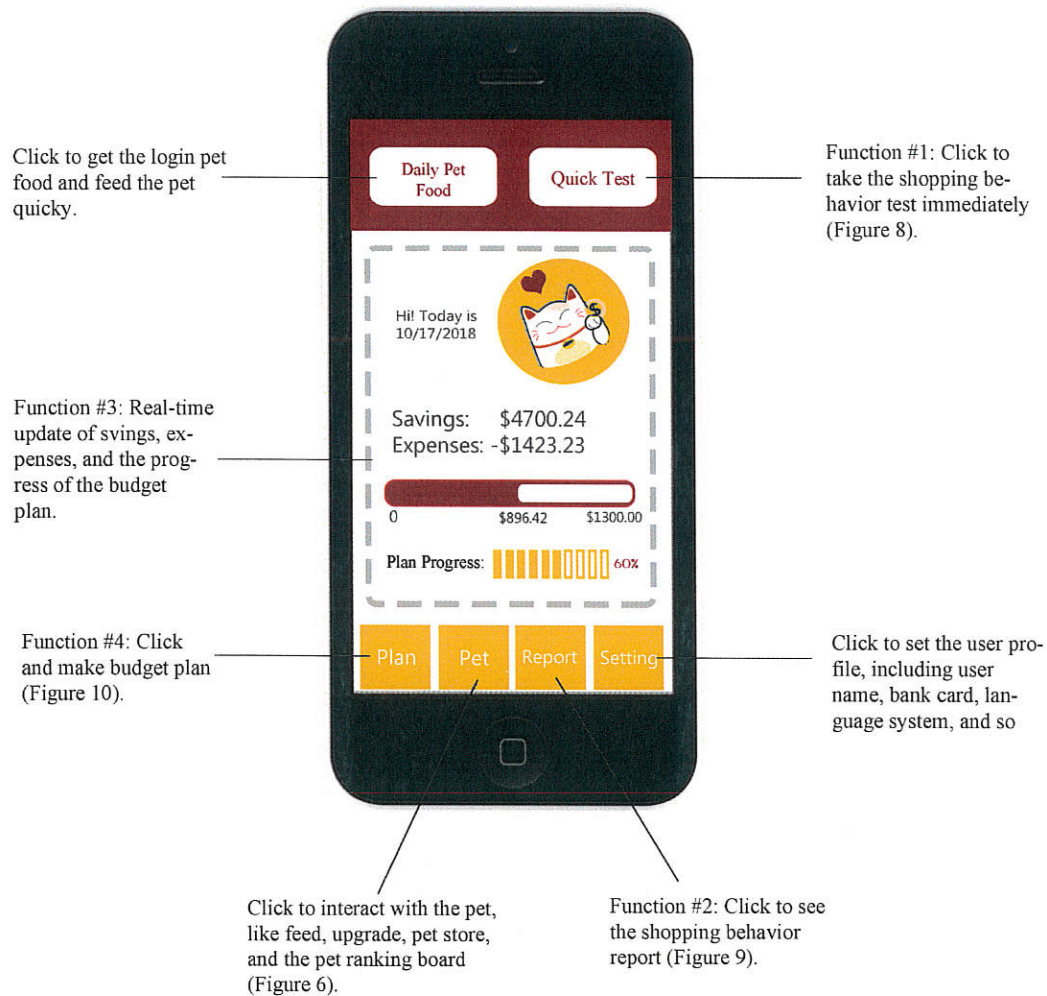 Click to get the login pet
food and feed the pet
quicky.
Daily Pet
Food
Quick Test
Function #1: Click to
take the shopping be-
havior test immediately
(Figure 8).
Hi! Today is
10/17/2018
$
Function #3: Real-time
update of svings, ex-
penses, and the prog-
ress of the budget
plan.
Savings: $4700.24
Expenses: -$1423.23
0 $896.42 $1300.00
Plan Progress: 60%
Function #4: Click
and make budget plan
(Figure 10).
Plan Pet Report Setting
Click to set the user pro-
file, including user
name, bank card, lan-
guage system, and so
Click to interact with the pet,
like feed, upgrade, pet store,
and the pet ranking board
(Figure 6).
Function #2: Click to see
the shopping behavior
report (Figure 9).